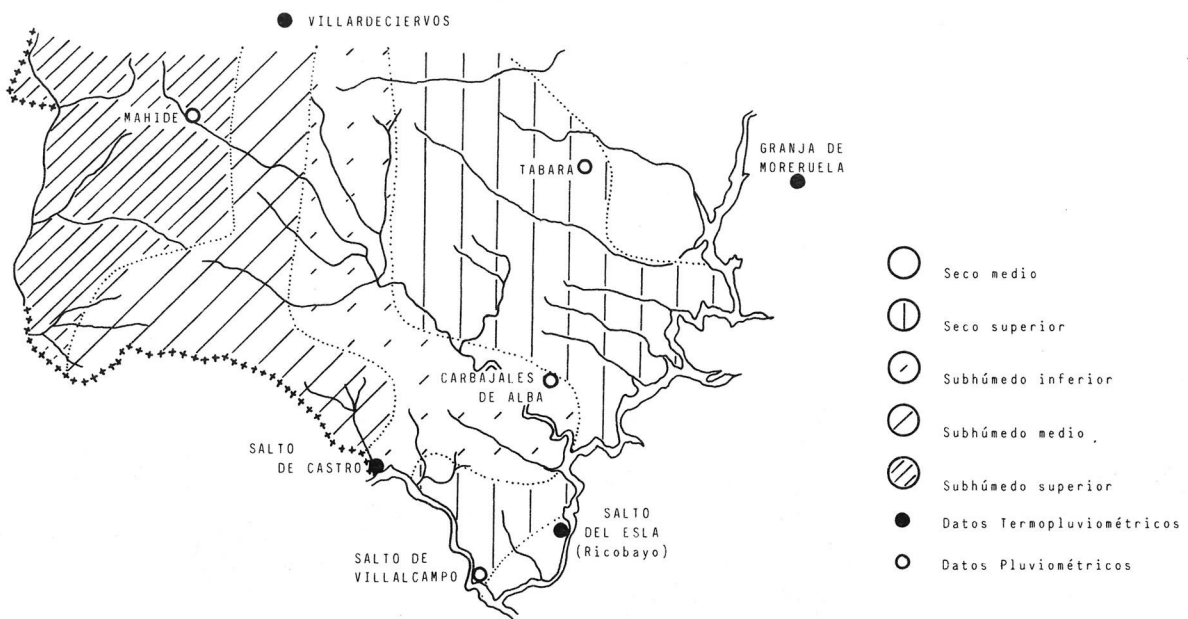 VILLARDECIERVOS
MAHIDE
TABARA
GRANJA DE
MORERUELA
CARBAJALES
DE ALBA
SALTO
DE CASTRO
SALTO
DEL ESLA
(Ricobayo)
SALTO DE
VILLALCAMPO
Seco medio
Seco superior
Subhúmedo inferior
Subhúmedo medio
Subhúmedo superior
Datos Termopluviométricos
Datos Pluviométricos